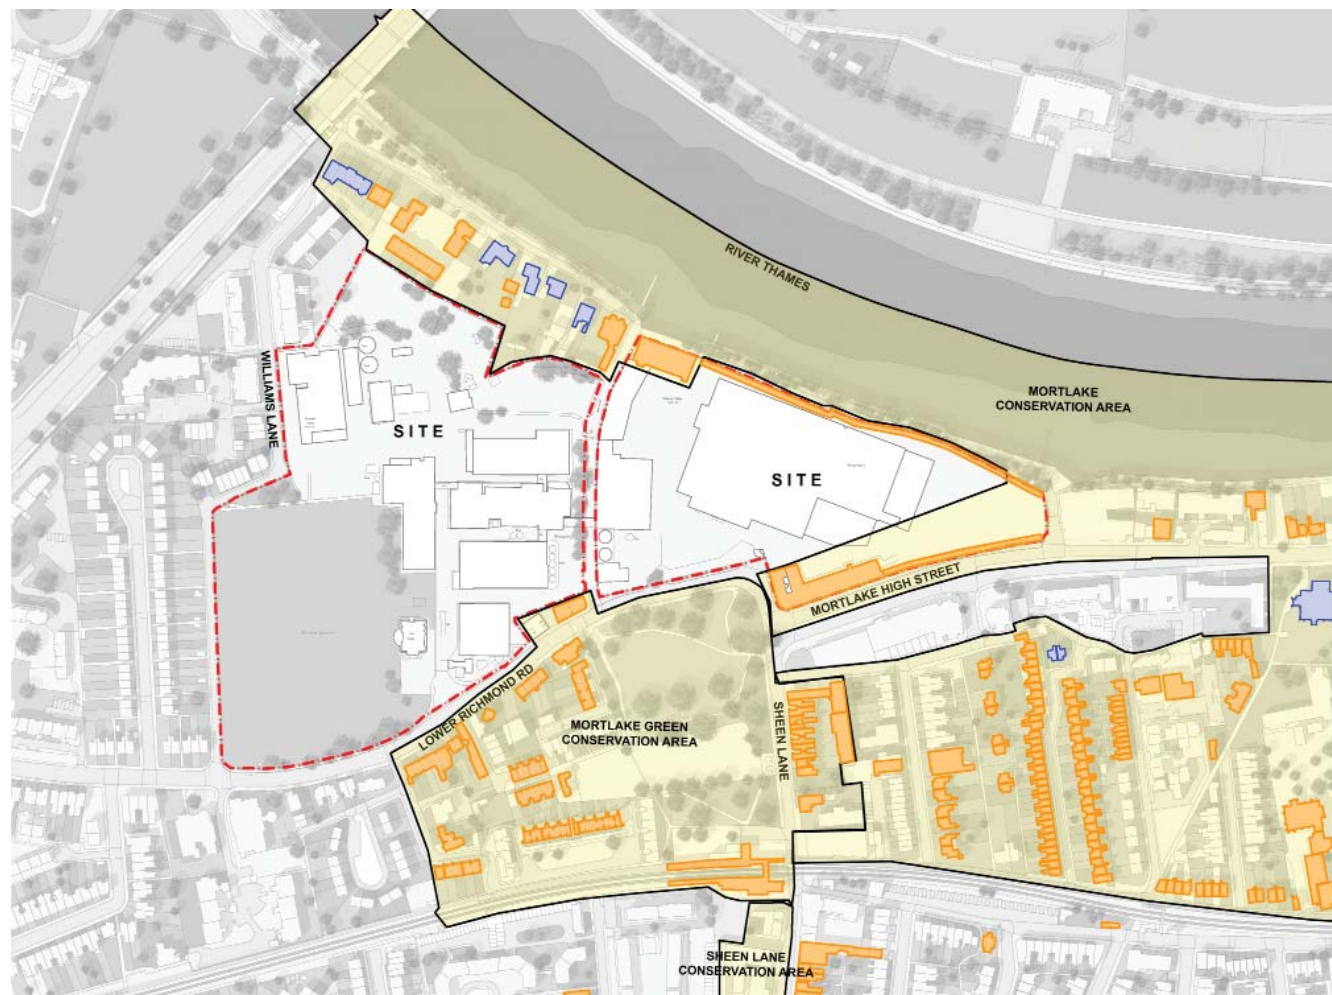 RIVER THAMES
MORTLAKE
CONSERVATION AREA
WILLIAMS LANE
SITE
SITE
MORTLAKE HIGH STREET
LOWER RICHMOND RD
MORTLAKE GREEN
CONSERVATION AREA
SHEEN LANE
SHEEN LANE
CONSERVATION AREA